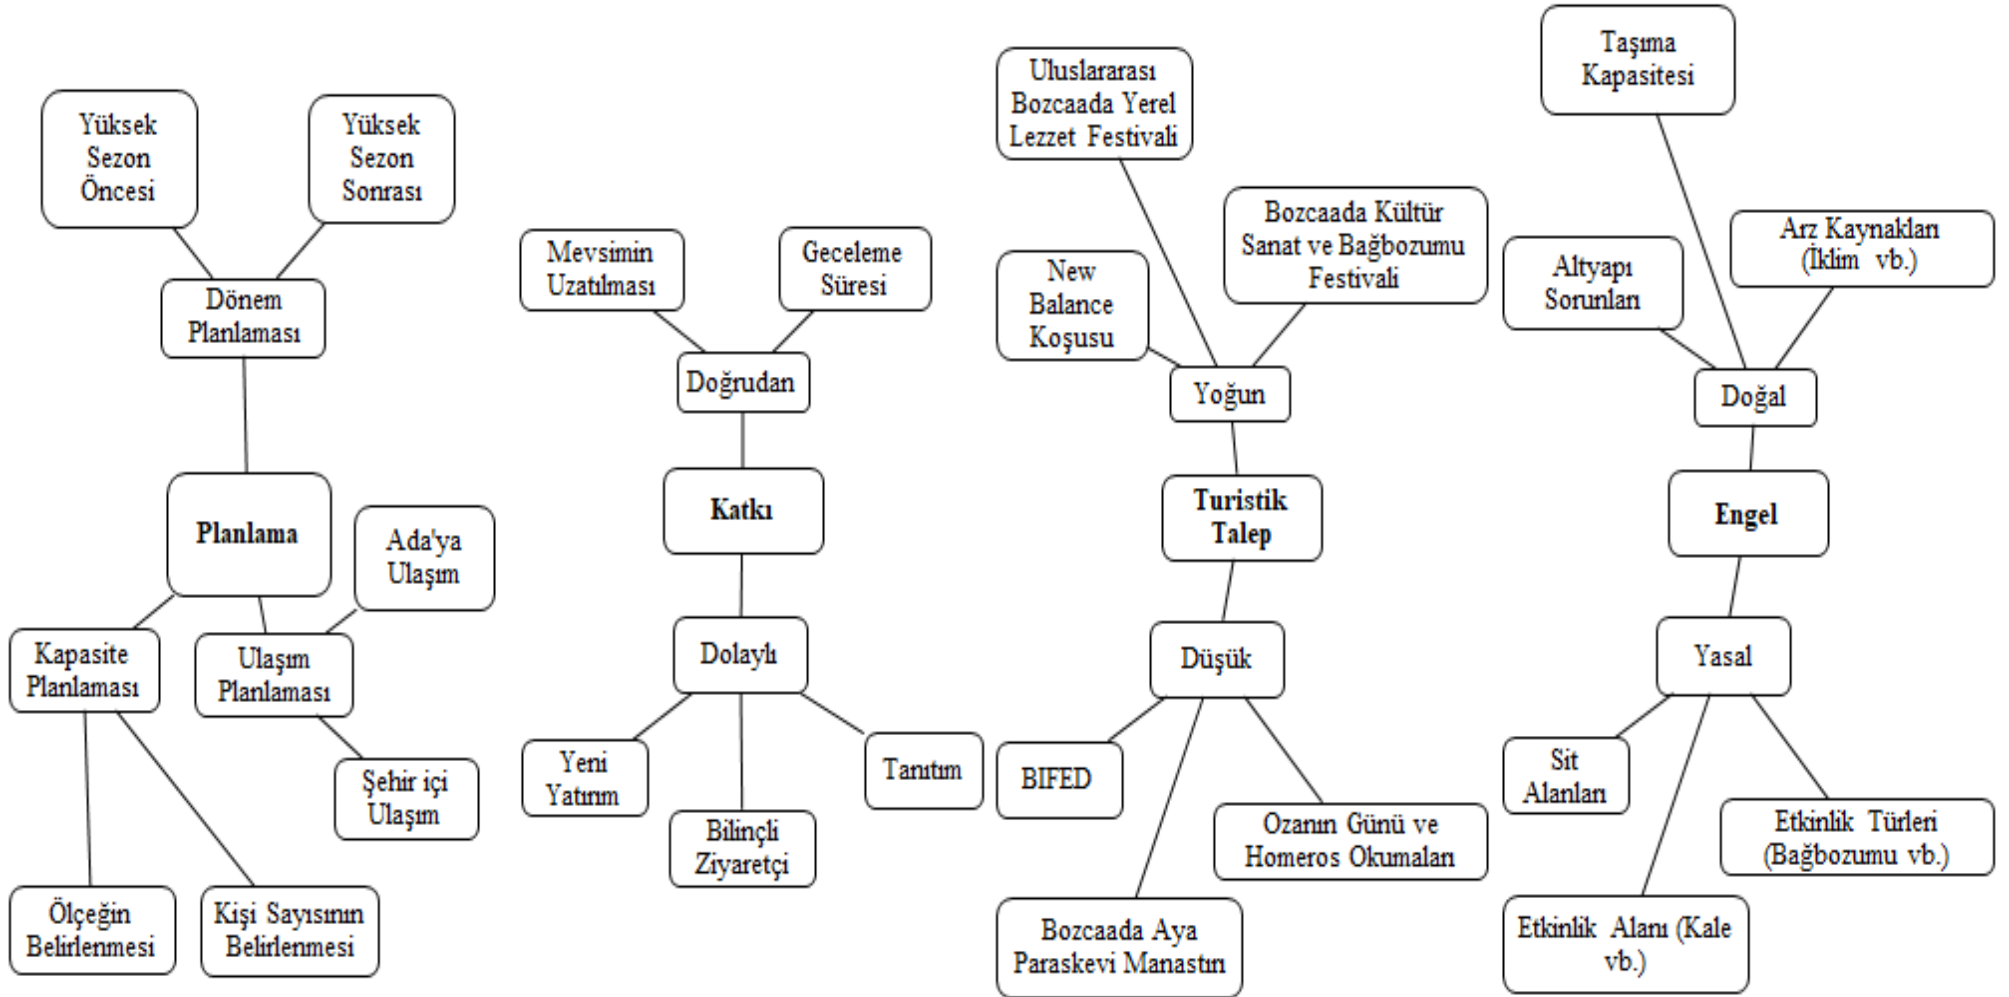 Yüksek
Sezon
Öncesi
Yüksek
Sezon
Sonrası
Dönem
Planlaması
Planlama
Ada'ya
Ulaşım
Kapasite
Planlaması
Ulaşım
Planlaması
Şehir içi
Ulaşım
Ölçeğin
Belirlenmesi
Kişi Sayısının
Belirlenmesi
Mevsimin
Uzatılması
Geceleme
Süresi
Doğrudan
Katkı
Dolaylı
Yeni
Yatırım
Bilinçli
Ziyaretçi
Tanıtım
Uluslararası
Bozcaada Yerel
Lezzet Festivali
New
Balance
Koşusu
Bozcaada Kültür
Sanat ve Bağbozumu
Festivali
Yoğun
Turistik
Talep
Düşük
BIFED
Bozcaada Aya
Paraskevi Manastırı
Ozanın Günü ve
Homeros Okumaları
Taşıma
Kapasitesi
Altyapı
Sorunları
Arz Kaynakları
(İklim vb.)
Doğal
Engel
Yasal
Sit
Alanları
Etkinlik Alanı (Kale
vb.)
Etkinlik Türleri
(Bağbozumu vb.)